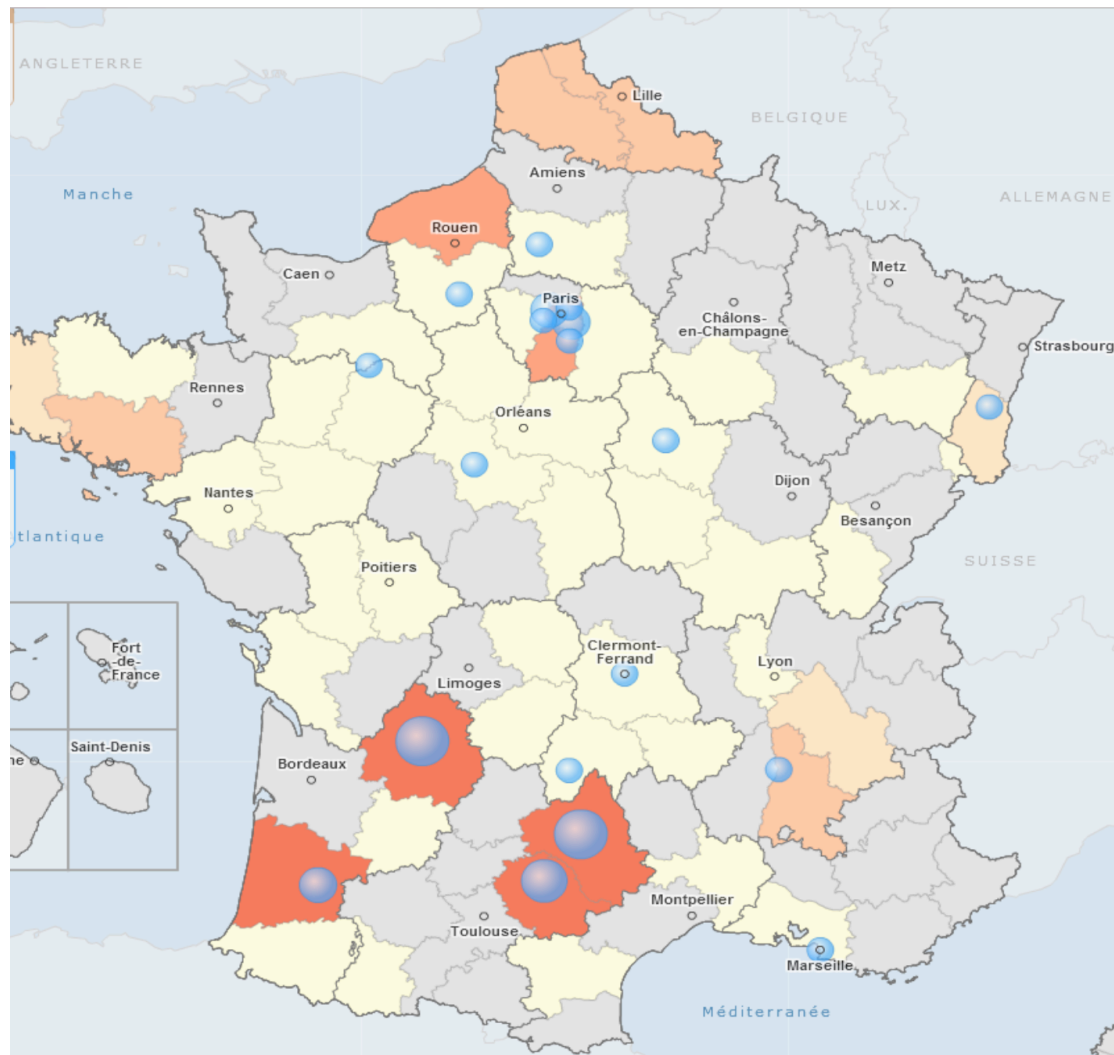 ANGLETERRE
Lille
BELGIQUE
Amiens
Manche
ALLEMAGNE
LUX.
Rouen
Metz
Caen
Paris
Châlons-
en-Champagne
Strasbourg
Rennes
Orléans
Dijon
Nantes
Besançon
tlantique
SUISSE
Poitiers
Fort
-de-
France
Clermont-
Ferrand
Lyon
Limoges
Saint-Denis
ne
Bordeaux
Montpellier
Toulouse
Marseille
Méditerranée